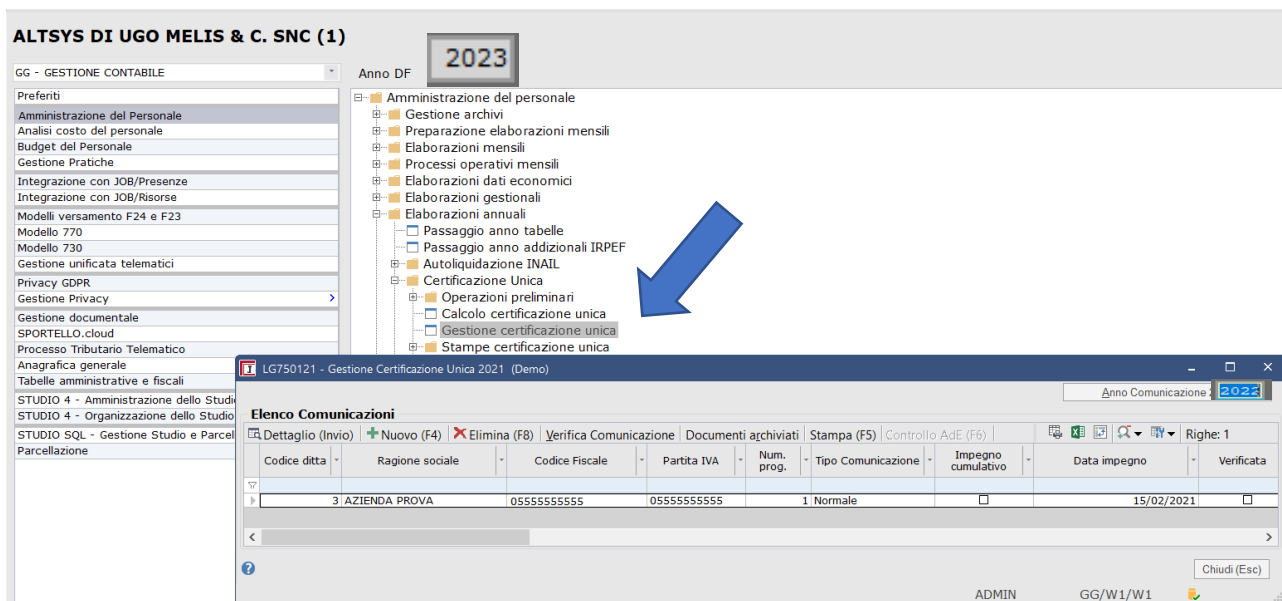 ALTSYS DI UGO MELIS & C. SNC (1)
GG - GESTIONE CONTABILE
Anno DF
2023
Preferiti
Amministrazione del Personale
Analisi costo del personale
Budget del Personale
Gestione Pratiche
Integrazione con JOB/Presenze
Integrazione con JOB/Risorse
Modelli versamento F24 e F23
Modello 770
Modello 730
Gestione unificata telematici
Privacy GDPR
Gestione Privacy
Gestione documentale
SPORTELLO.cloud
Processo Tributario Telematico
Anagrafica generale
Tabelle amministrative e fiscali
STUDIO 4 - Amministrazione dello Studi
STUDIO 4 - Organizzazione dello Studio
STUDIO SQL - Gestione Studio e Parcel
Parcellazione
Amministrazione del personale
Gestione archivi
Preparazione elaborazioni mensili
Elaborazioni mensili
Processi operativi mensili
Elaborazioni dati economici
Elaborazioni gestionali
Elaborazioni annuali
Passaggio anno tabelle
Passaggio anno addizionali IRPEF
Autoliquidazione INAIL
Certificazione Unica
Operazioni preliminari
Calcolo certificazione unica
Gestione certificazione unica
Stampe certificazione unica
LG750121 - Gestione Certificazione Unica 2021 (Demo)
Anno Comunicazione 2022
Elenco Comunicazioni
Dettaglio (Invio) Nuovo (F4) Elimina (F8) Verifica Comunicazione Documenti archiviati Stampa (F5) Controllo AdE (F6) Righe: 1
Codice ditta Ragione sociale Codice Fiscale Partita IVA Num. prog. Tipo Comunicazione Impegno cumulativo Data impegno Verificata
3 AZIENDA PROVA 05555555555 05555555555 1 Normale 15/02/2021
Chiudi (Esc)
ADMIN GG/W1/W1